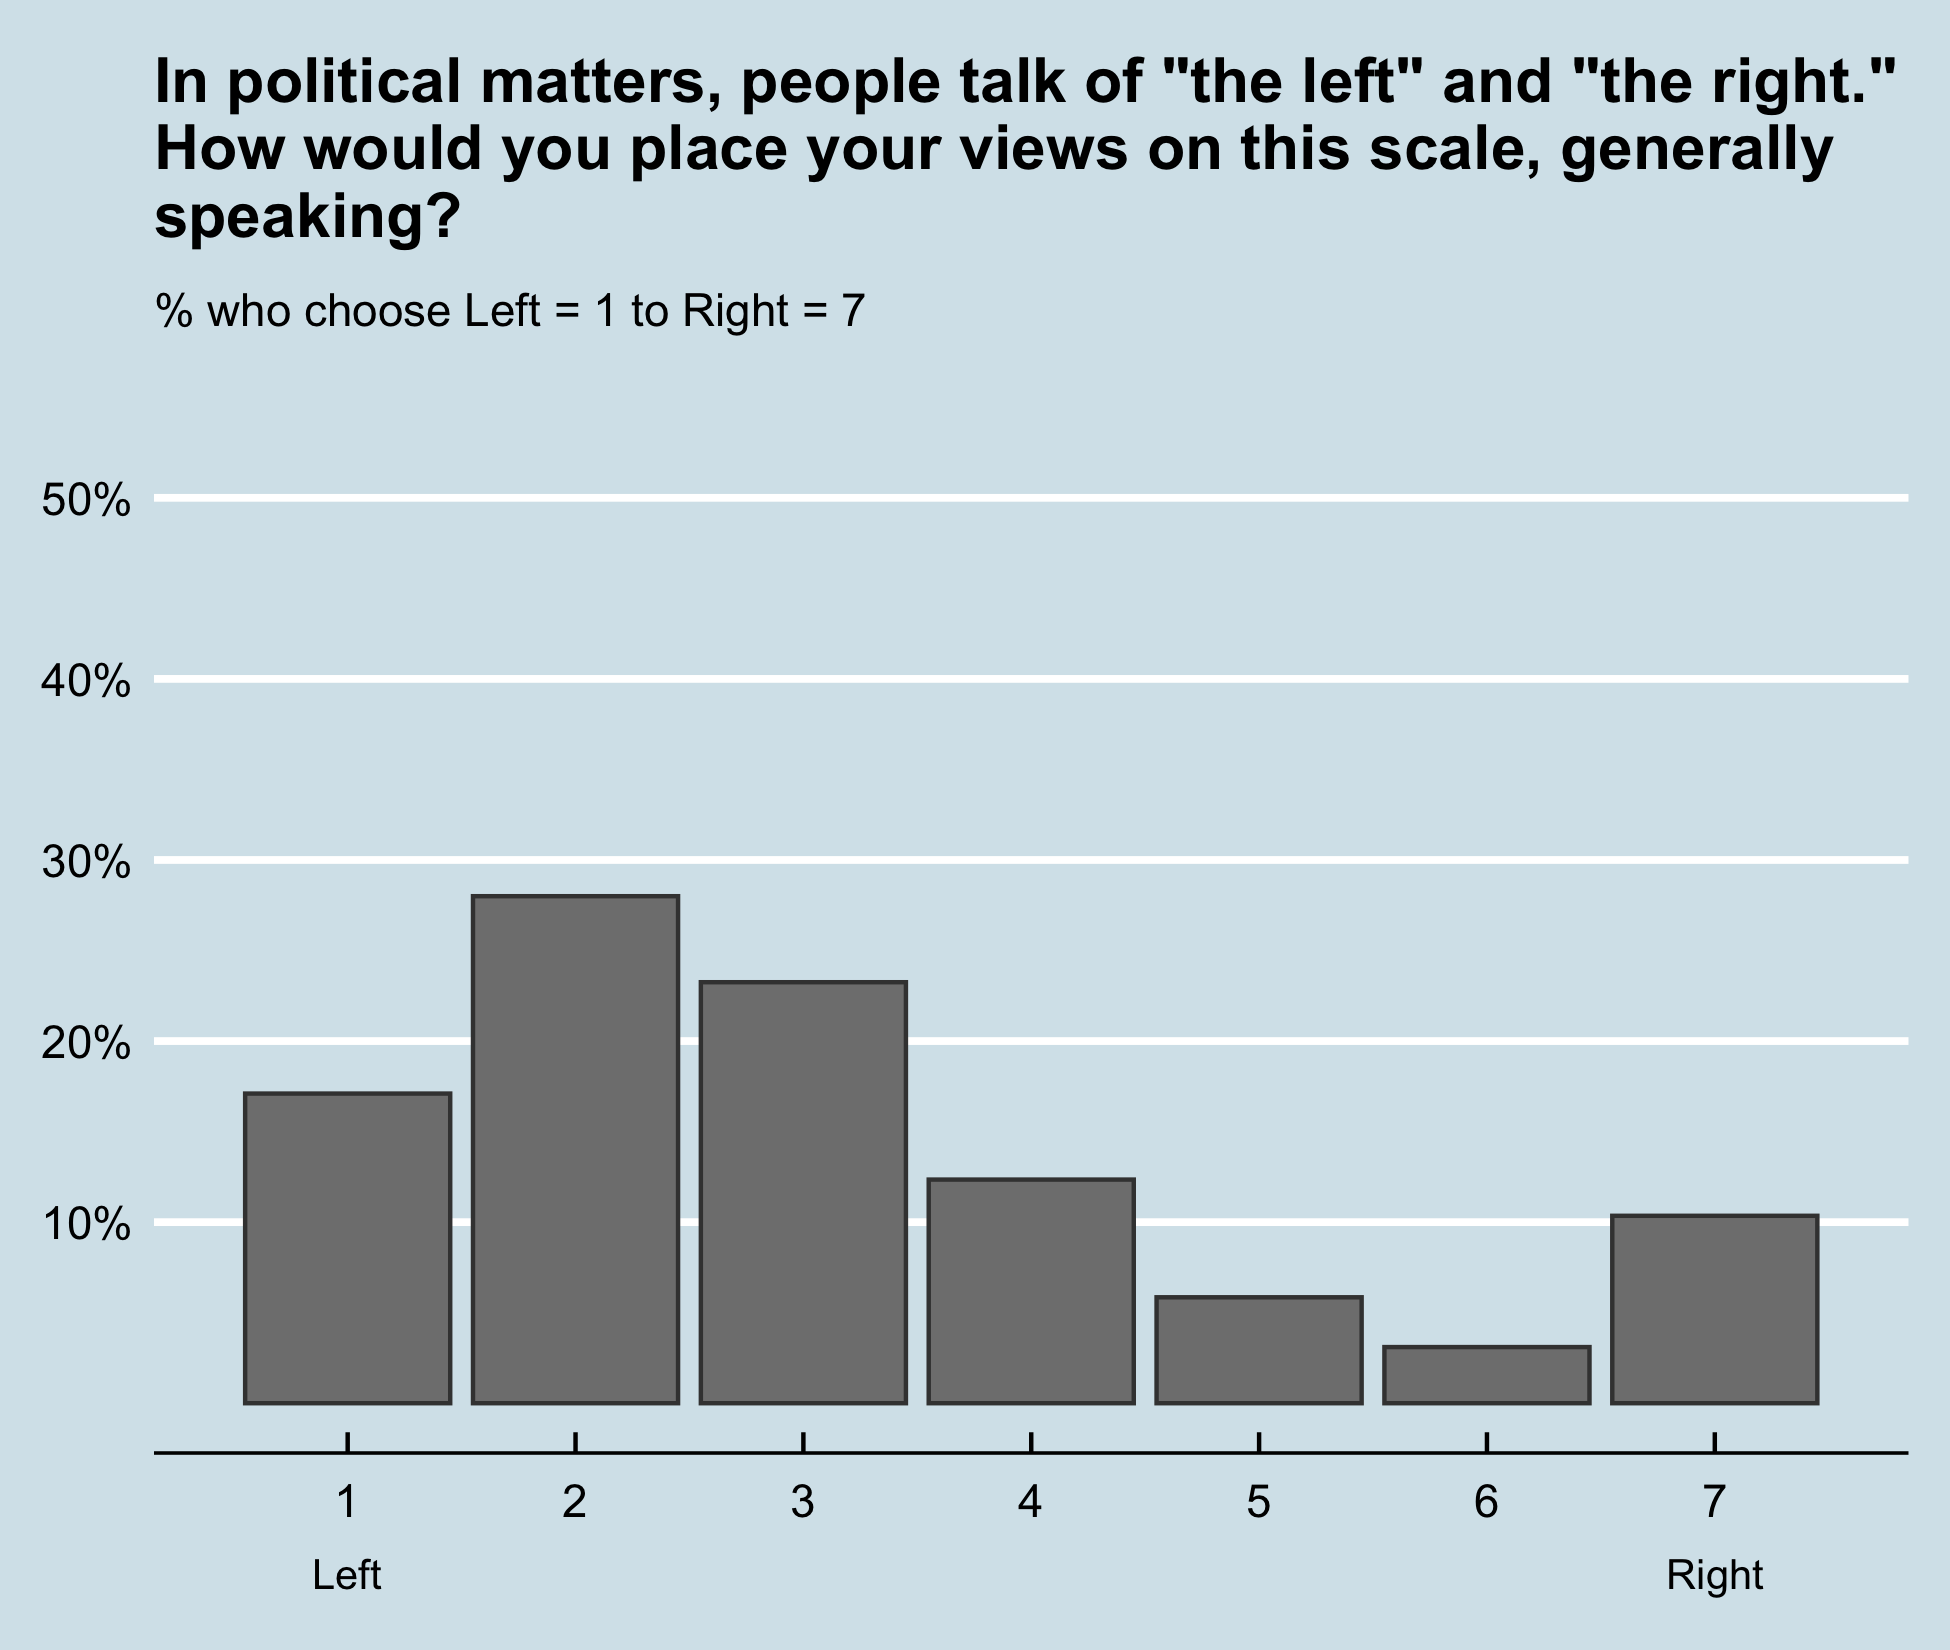 In political matters, people talk of "the left" and "the right."
How would you place your views on this scale, generally
speaking?
% who choose Left = 1 to Right = 7
50%
40%
30%
20%
10%
1 2 3 4 5 6 7
Left Right